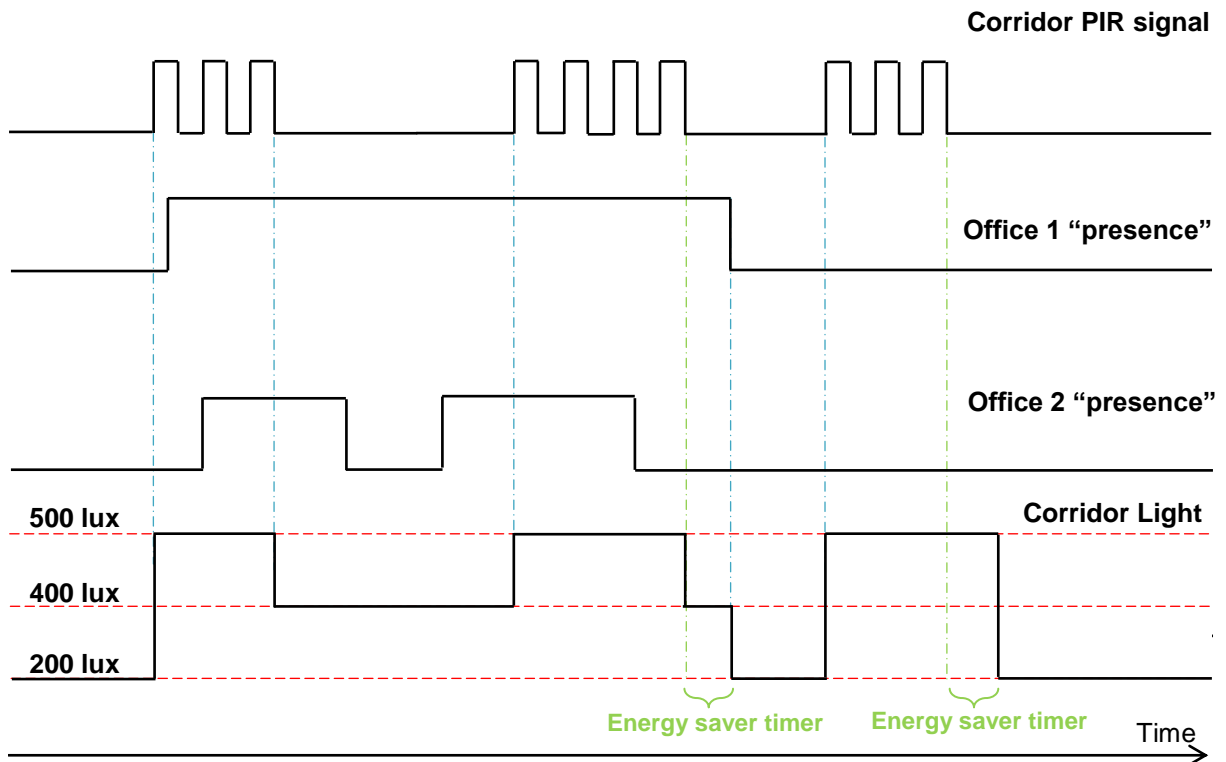 Corridor PIR signal
Office 1 “presence”
Office 2 “presence”
500 lux
Corridor Light
400 lux
200 lux
Energy saver timer
Energy saver timer
Time